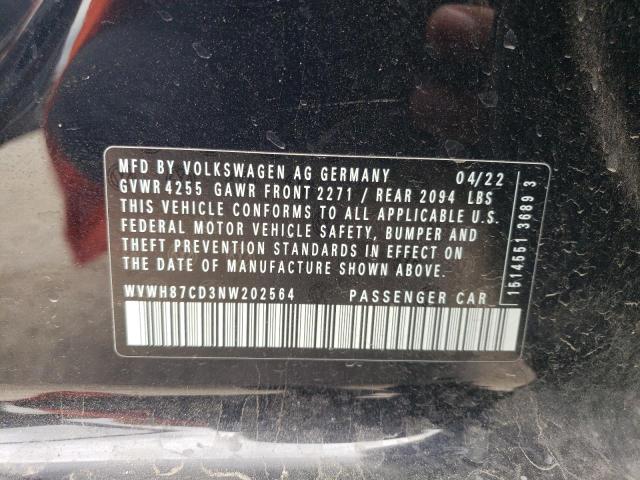 MFD BY VOLKSWAGEN AG GERMANY 04/22
GVWR 4255 GAWR FRONT 2271 / REAR 2094 LBS
THIS VEHICLE CONFORMS TO ALL APPLICABLE U.S.
FEDERAL MOTOR VEHICLE SAFETY, BUMPER AND
THEFT PREVENTION STANDARDS IN EFFECT ON
THE DATE OF MANUFACTURE SHOWN ABOVE.
WVWH87CD3NW202564 PASSENGER CAR
1514551 3689 3